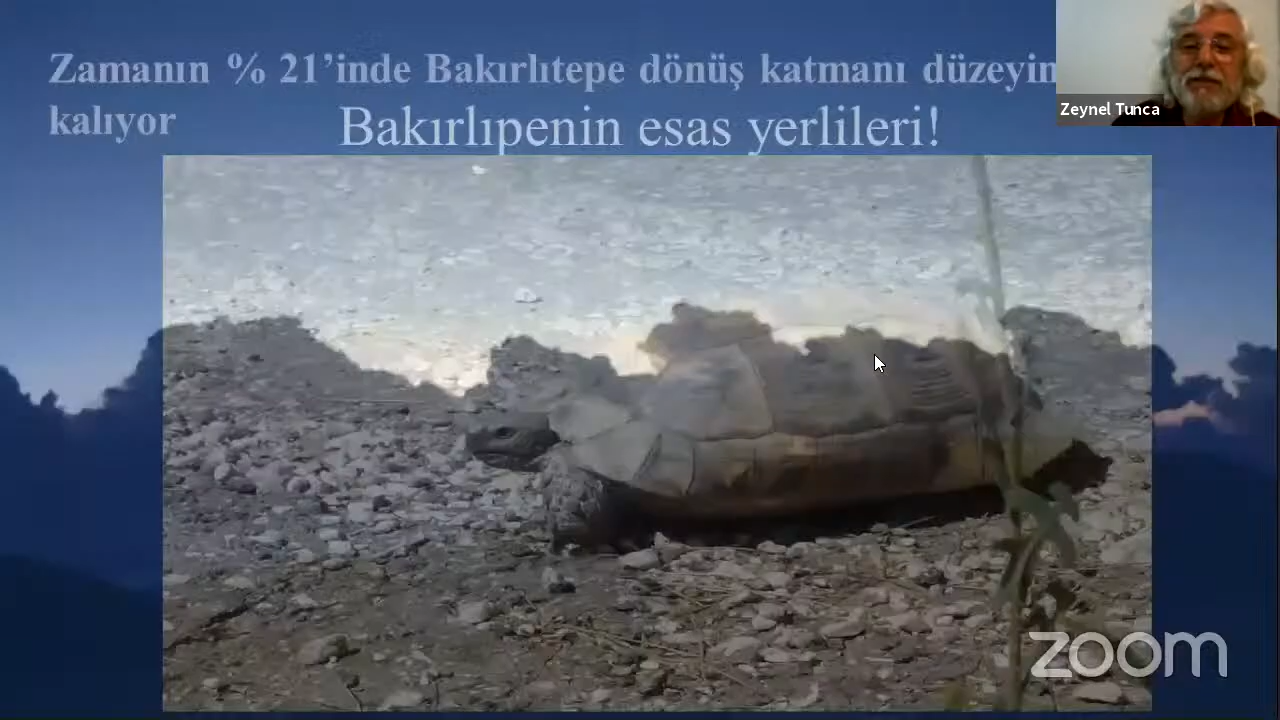 Zamanın % 21’inde Bakırlıtepe dönüş katmanı düzeyin
kalıyor
Bakırlıpenin esas yerlileri!
Zeynel Tunca
zoom